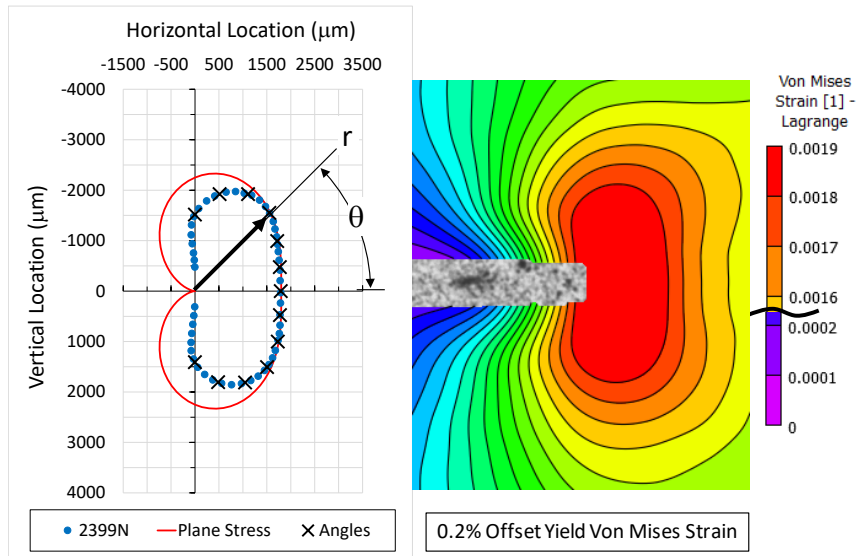 Horizontal Location (μm)
-1500 -500 500 1500 2500 3500
-4000
-3000
-2000
-1000
0
1000
2000
3000
4000
Vertical Location (μm)
r
θ
2399N Plane Stress Angles
Von Mises
Strain [1] -
Lagrange
0.0019
0.0018
0.0017
0.0016
0.0002
0.0001
0
0.2% Offset Yield Von Mises Strain